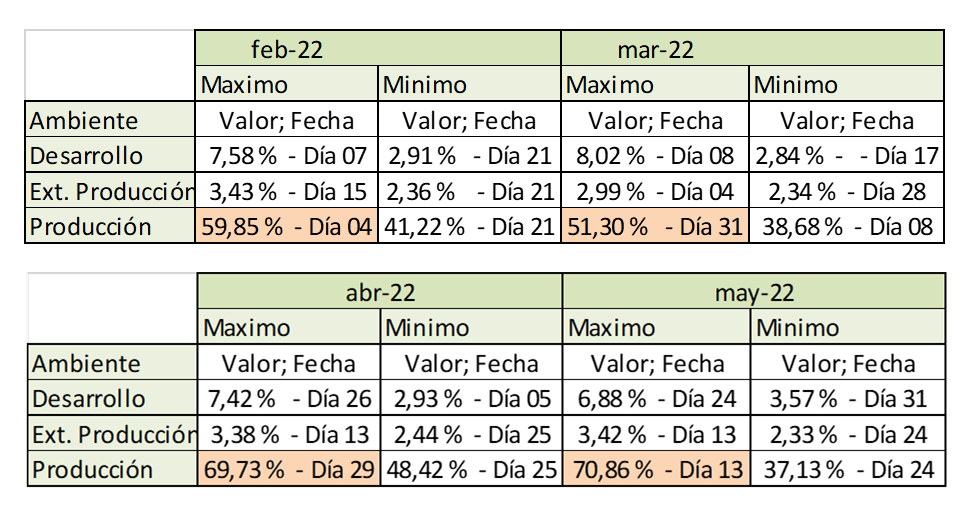 feb-22 mar-22
Maximo Minimo Maximo Minimo
Ambiente Valor; Fecha Valor; Fecha Valor; Fecha Valor; Fecha
Desarrollo 7,58 % - Día 07 2,91 % - Día 21 8,02 % - Día 08 2,84 % - - Día 17
Ext. Producción 3,43 % - Día 15 2,36 % - Día 21 2,99 % - Día 04 2,34 % - Día 28
Producción 59,85 % - Día 04 41,22 % - Día 21 51,30 % - Día 31 38,68 % - Día 08
abr-22 may-22
Maximo Minimo Maximo Minimo
Ambiente Valor; Fecha Valor; Fecha Valor; Fecha Valor; Fecha
Desarrollo 7,42 % - Día 26 2,93 % - Día 05 6,88 % - Día 24 3,57 % - Día 31
Ext. Producción 3,38 % - Día 13 2,44 % - Día 25 3,42 % - Día 13 2,33 % - Día 24
Producción 69,73 % - Día 29 48,42 % - Día 25 70,86 % - Día 13 37,13 % - Día 24